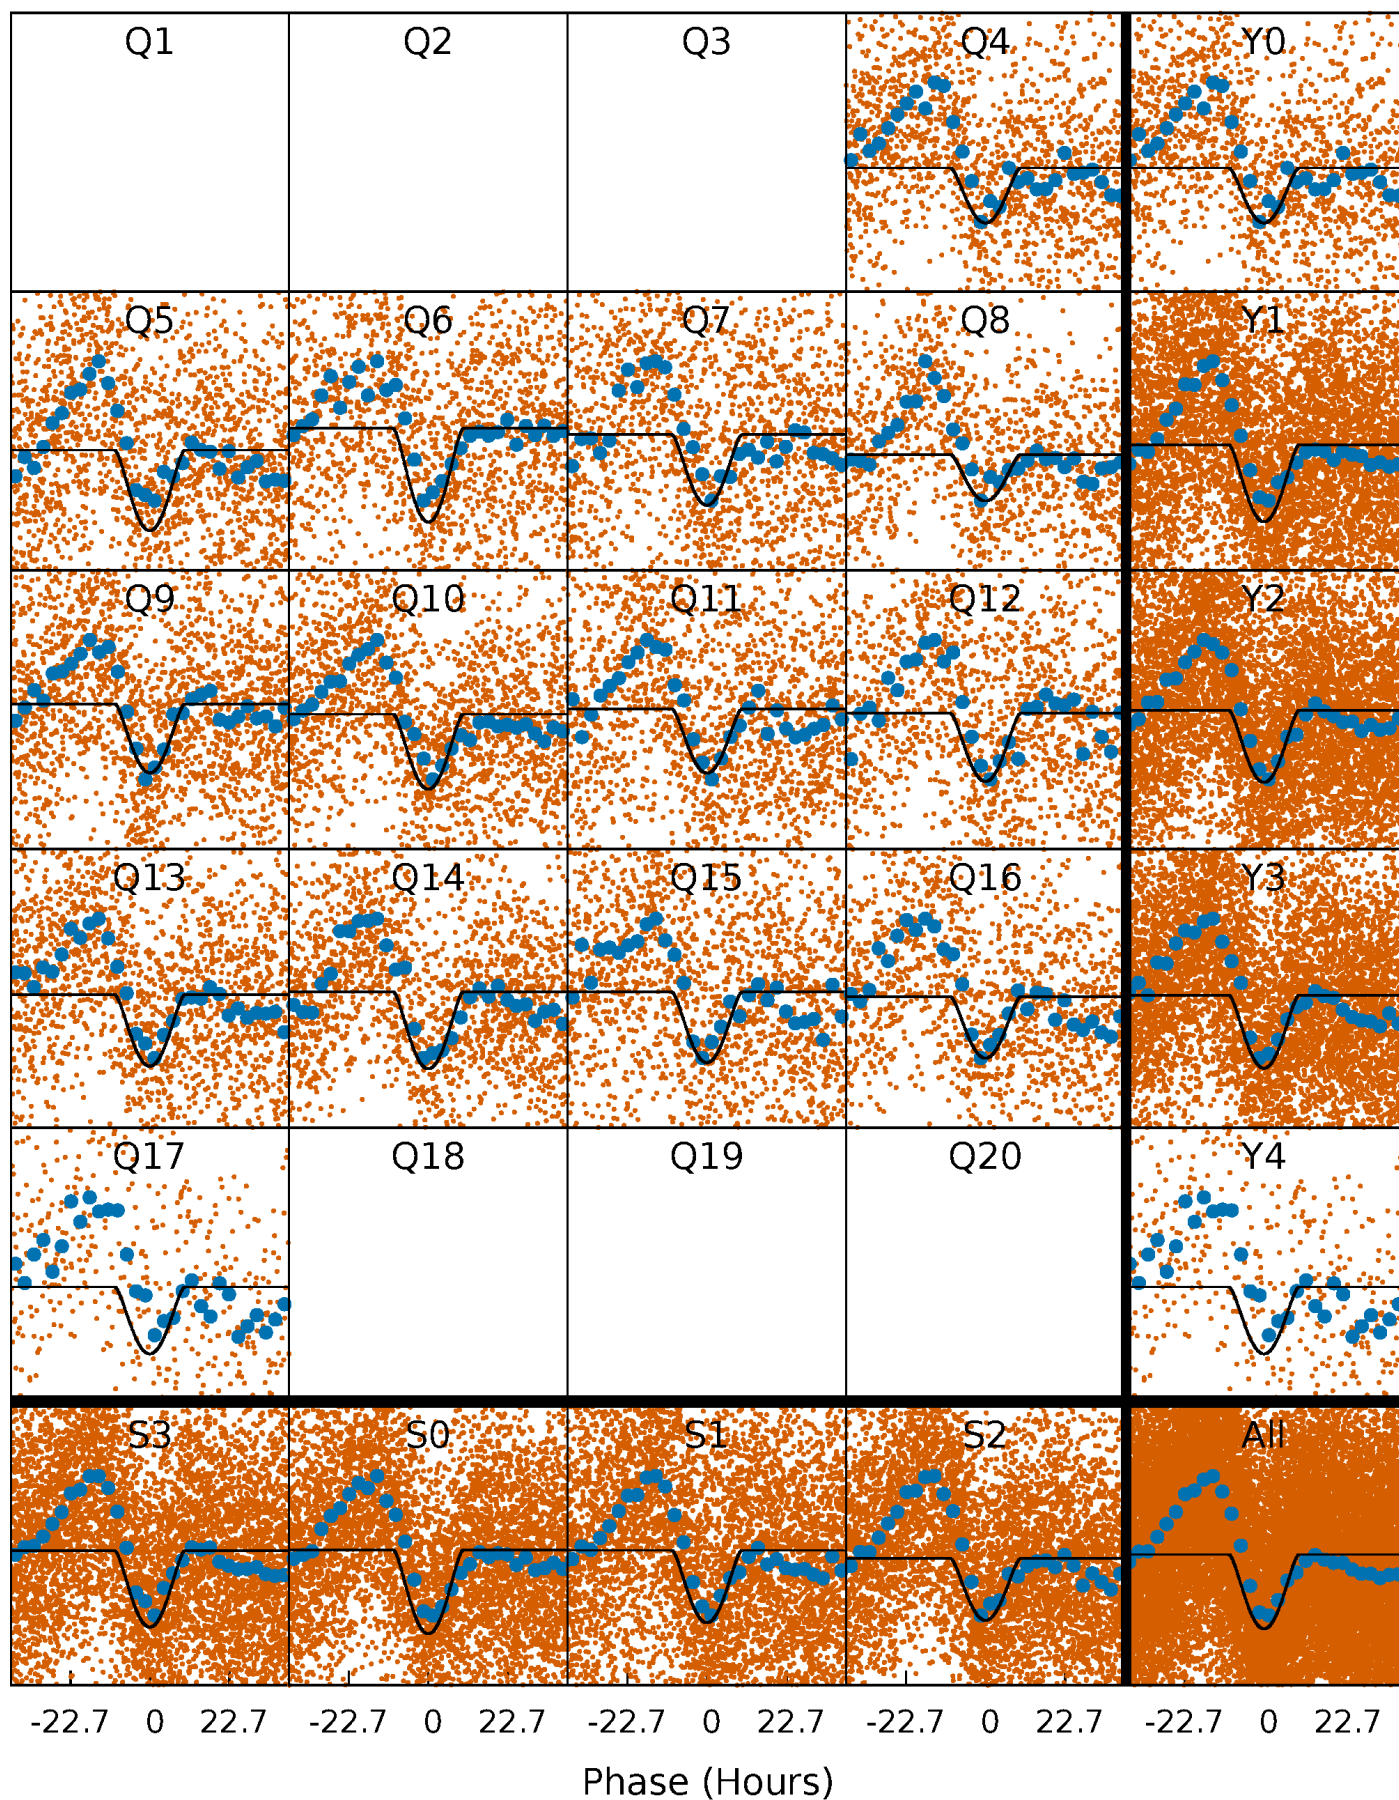 Q1 Q2 Q3 Q4 Y0
Q5 Q6 Q7 Q8 Y1
Q9 Q10 Q11 Q12 Y2
Q13 Q14 Q15 Q16 Y3
Q17 Q18 Q19 Q20 Y4
S3 S0 S1 S2 All
-22.7 0 22.7 -22.7 0 22.7 -22.7 0 22.7 -22.7 0 22.7 -22.7 0 22.7
Phase (Hours)